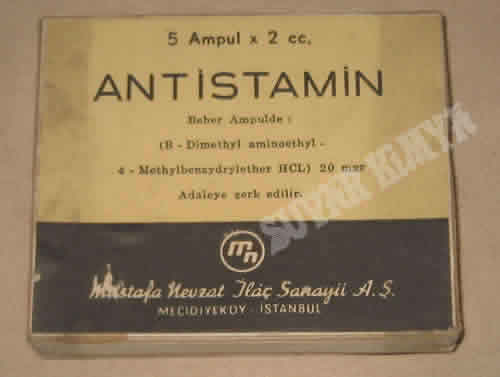 5 Ampul x 2 cc.
ANTİSTAMİN
Beher Ampulde :
(B - Dimethyl aminoethyl -
4 - Methylbenzydrylether HCL) 20 mgr
Adaleye zerk edilir.
mn
Mustafa Nevzat İlaç Sanayii A.Ş.
MECİDİYEKÖY - İSTANBUL